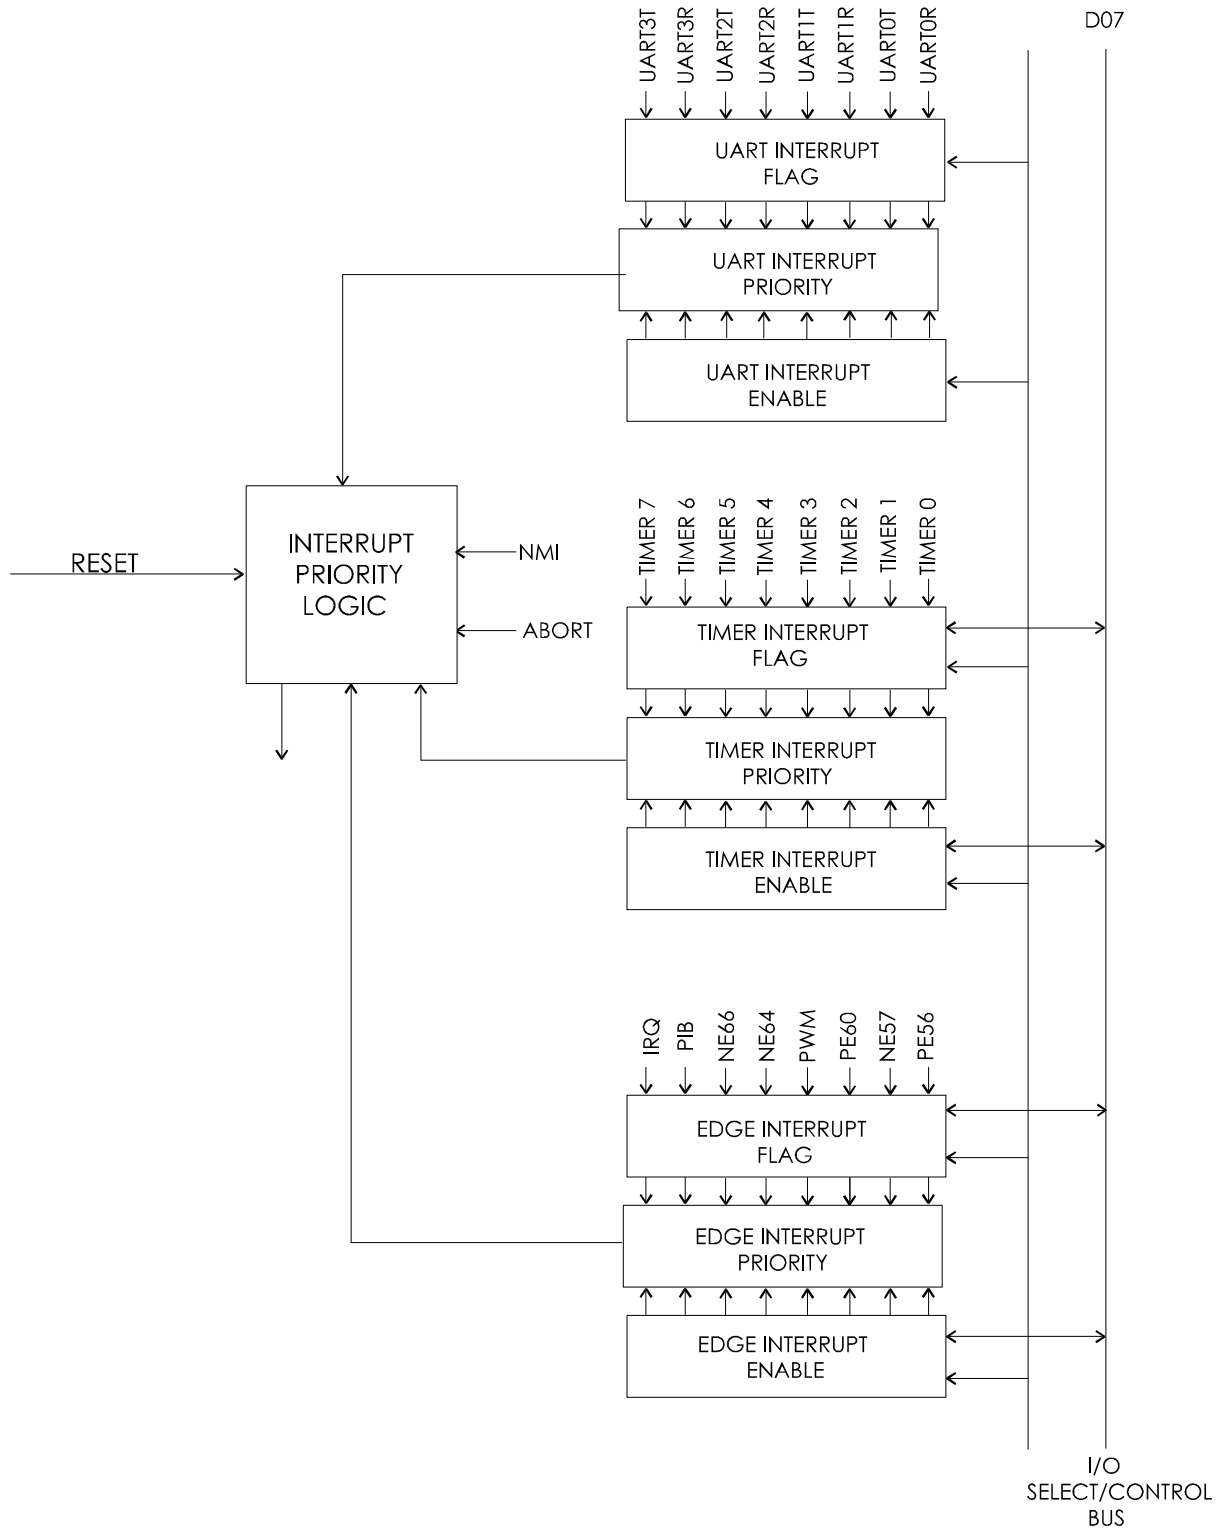 UART3T
UART3R
UART2T
UART2R
UART1T
UART1R
UART0T
UART0R
D07
UART INTERRUPT
FLAG
UART INTERRUPT
PRIORITY
UART INTERRUPT
ENABLE
INTERRUPT
PRIORITY
LOGIC
RESET
NMI
ABORT
TIMER 7
TIMER 6
TIMER 5
TIMER 4
TIMER 3
TIMER 2
TIMER 1
TIMER 0
TIMER INTERRUPT
FLAG
TIMER INTERRUPT
PRIORITY
TIMER INTERRUPT
ENABLE
IRQ
PIB
NE66
NE64
PWM
PE60
NE57
PE56
EDGE INTERRUPT
FLAG
EDGE INTERRUPT
PRIORITY
EDGE INTERRUPT
ENABLE
I/O
SELECT/CONTROL
BUS